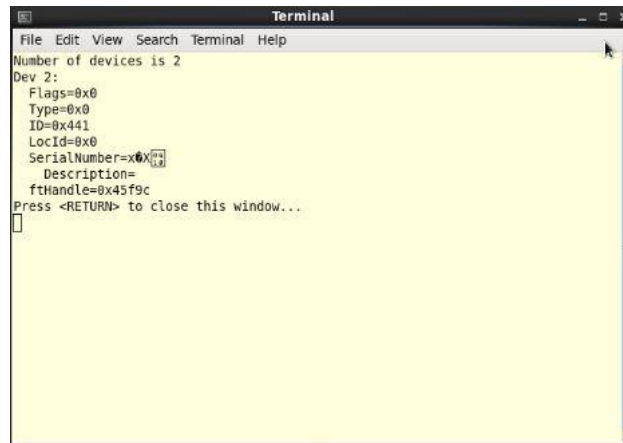 Terminal
File Edit View Search Terminal Help
Number of devices is 2
Dev 2:
Flags=0x0
Type=0x0
ID=0x441
LocId=0x0
SerialNumber=x�X
Description=
ftHandle=0x45f9c
Press <RETURN> to close this window...